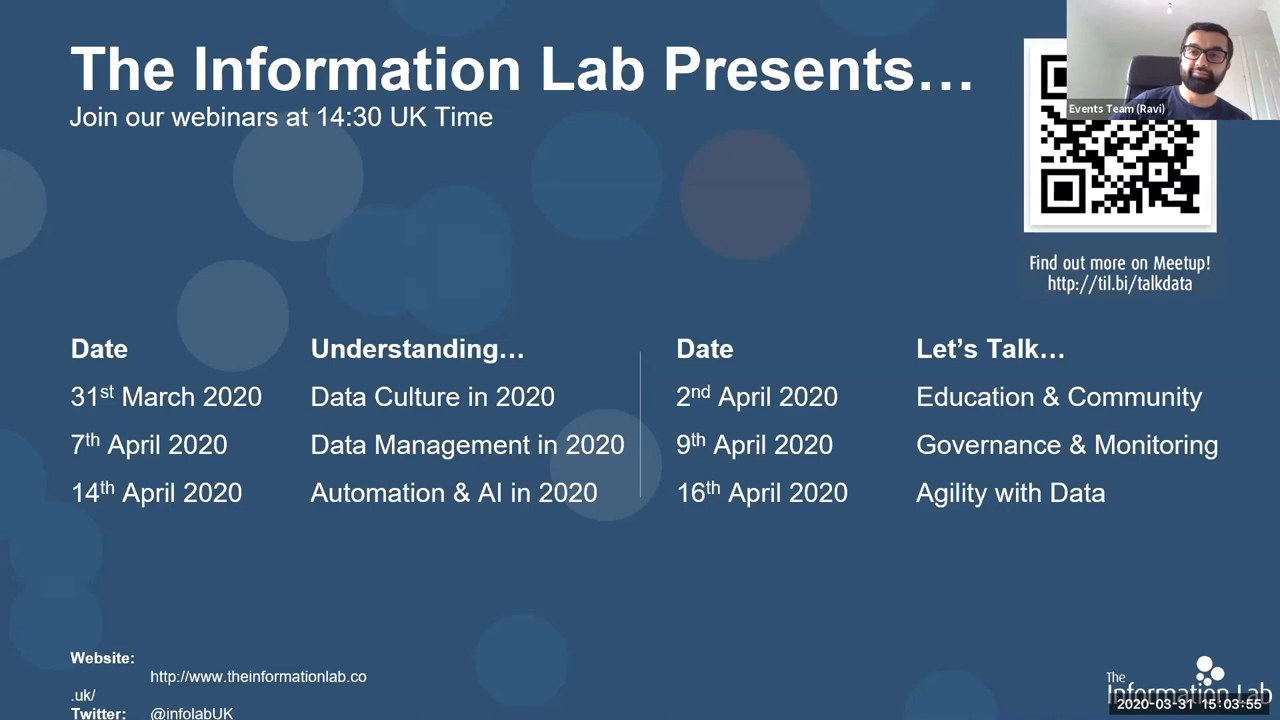 The Information Lab Presents…
Join our webinars at 14:30 UK Time
Events Team (Ravi)
Find out more on Meetup!
http://til.bi/talkdata
Date Understanding… Date Let’s Talk…
31st March 2020 Data Culture in 2020 2nd April 2020 Education & Community
7th April 2020 Data Management in 2020 9th April 2020 Governance & Monitoring
14th April 2020 Automation & AI in 2020 16th April 2020 Agility with Data
Website:
http://www.theinformationlab.co
.uk/
Twitter: @infolabUK
The
Information Lab
2020-03-31 15:03:55